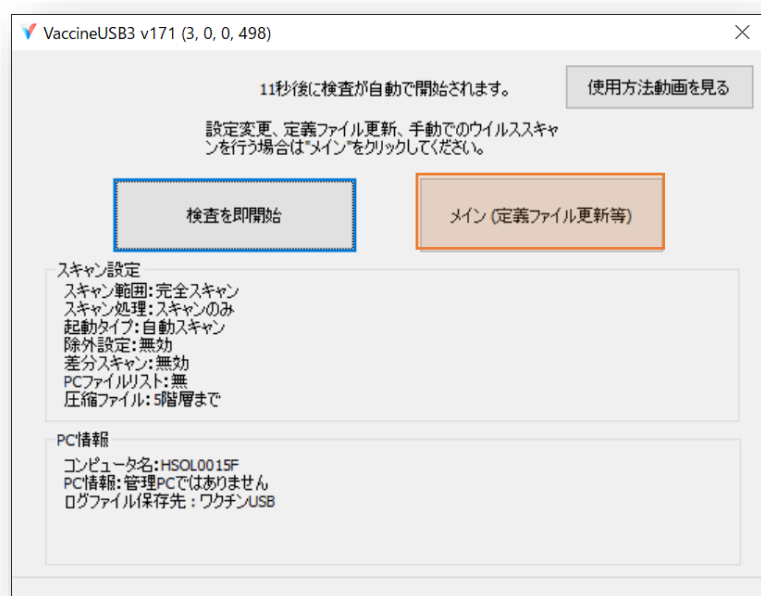 VaccineUSB3 v171 (3, 0, 0, 498)
11秒後に検査が自動で開始されます。
使用方法動画を見る
設定変更、定義ファイル更新、手動でのウイルススキャ
ンを行う場合は"メイン"をクリックしてください。
検査を即開始
メイン (定義ファイル更新等)
スキャン設定
スキャン範囲:完全スキャン
スキャン処理:スキャンのみ
起動タイプ:自動スキャン
除外設定:無効
差分スキャン:無効
PCファイルリスト:無
圧縮ファイル:5階層まで
PC情報
コンピュータ名:HSOL0015F
PC情報:管理PCではありません
ログファイル保存先:ワクチンUSB